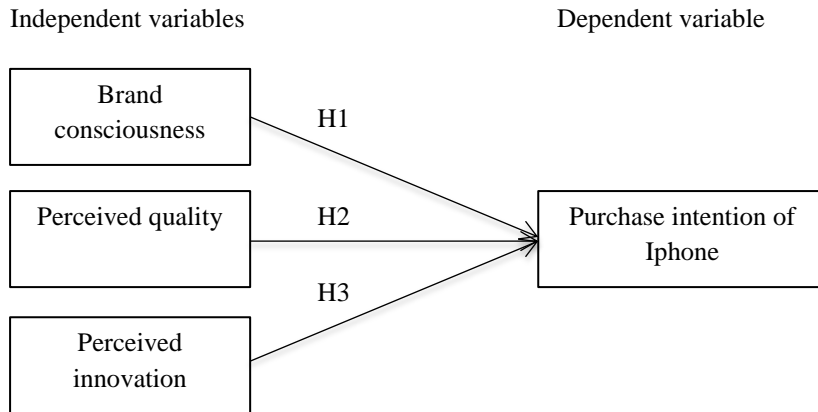 Independent variables
Dependent variable
Brand
consciousness
H1
Perceived quality
H2
Purchase intention of
Iphone
H3
Perceived
innovation